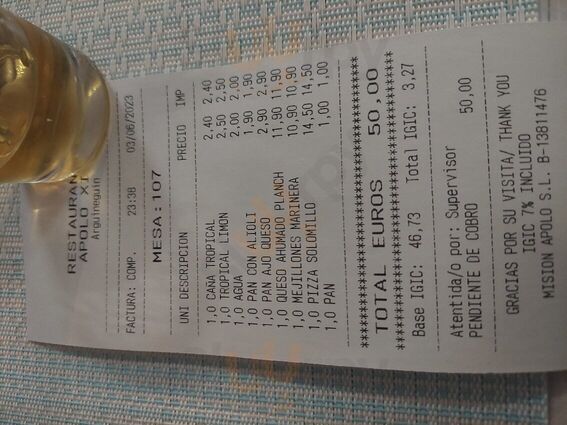 RESTAURAN
APOLO XI
Arguineguin
FACTURA: COMP. 23:38 03/06/2023
MESA: 107
UNI DESCRIPCION PRECIO IMP
1,0 CAÑA TROPICAL 2,40 2,40
1,0 TROPICAL LIMON 2,50 2,50
1,0 AGUA 2,00 2,00
1,0 PAN CON ALIOLI 1,90 1,90
1,0 PAN AJO QUESO 2,90 2,90
1,0 QUESO AHUMADO PLANCH 11,90 11,90
1,0 MEJILLONES MARINERA 10,90 10,90
1,0 PIZZA SOLOMILLO 14,50 14,50
1,0 PAN 1,00 1,00
TOTAL EUROS 50,00
Base IGIC: 46,73 Total IGIC: 3,27
Atentida/o por: Supervisor
PENDIENTE DE COBRO 50,00
GRACIAS POR SU VISITA/ THANK YOU
IGIC 7% INCLUIDO
MISION APOLO S.L. B-13811476